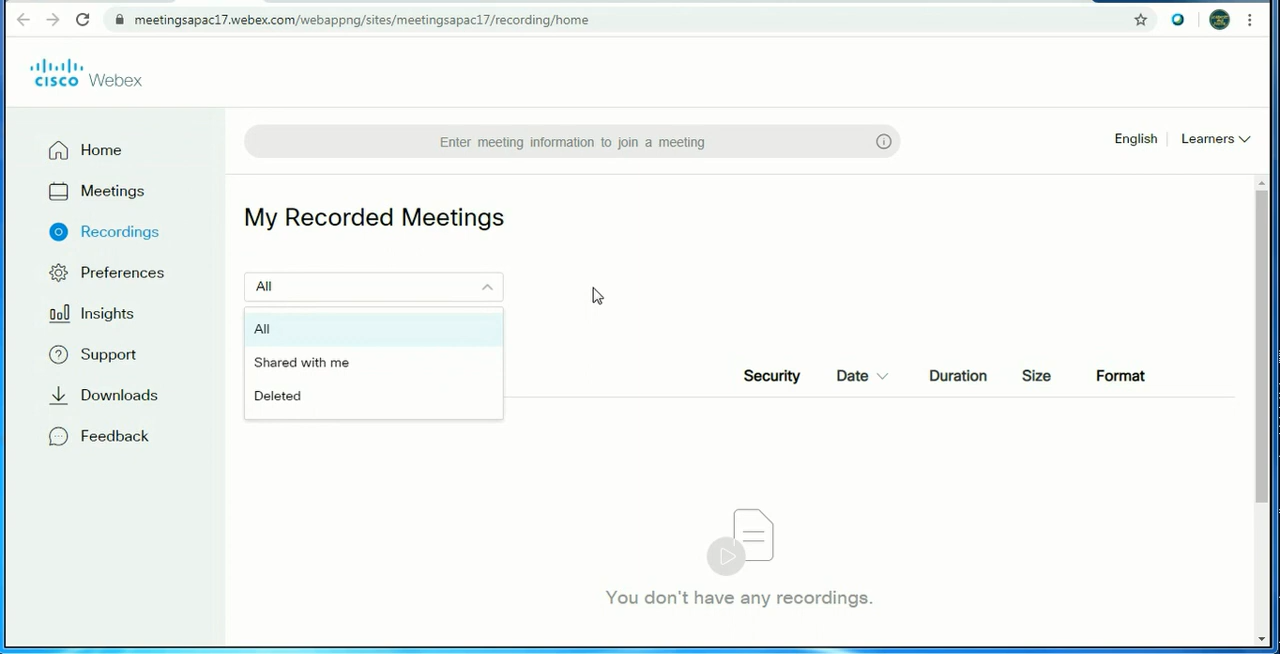 meetingsapac17.webex.com/webappng/sites/meetingsapac17/recording/home
CISCO Webex
Enter meeting information to join a meeting
English
Learners
Home
Meetings
Recordings
Preferences
Insights
Support
Downloads
Feedback
My Recorded Meetings
All
All
Shared with me
Deleted
Security Date Duration Size Format
You don't have any recordings.